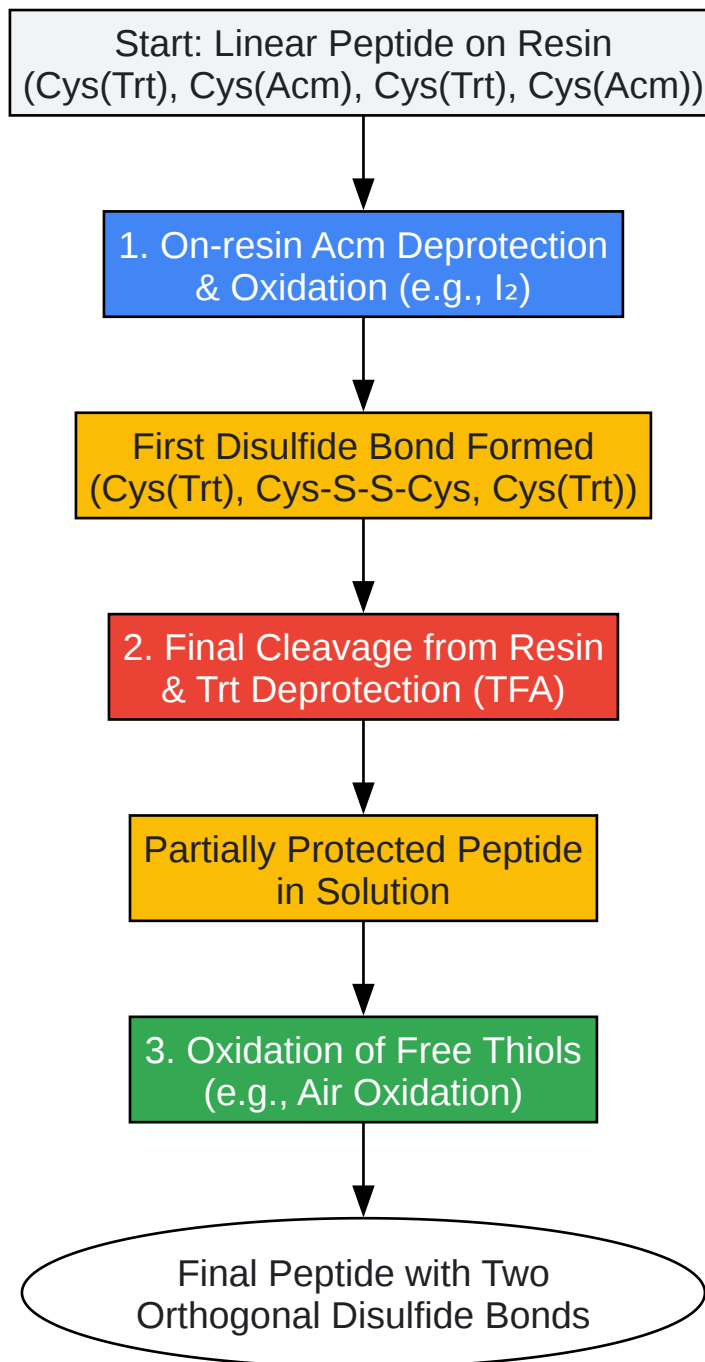 Start: Linear Peptide on Resin
(Cys(Trt), Cys(Acm), Cys(Trt), Cys(Acm))
1. On-resin Acm Deprotection
& Oxidation (e.g., I₂)
First Disulfide Bond Formed
(Cys(Trt), Cys-S-S-Cys, Cys(Trt))
2. Final Cleavage from Resin
& Trt Deprotection (TFA)
Partially Protected Peptide
in Solution
3. Oxidation of Free Thiols
(e.g., Air Oxidation)
Final Peptide with Two
Orthogonal Disulfide Bonds